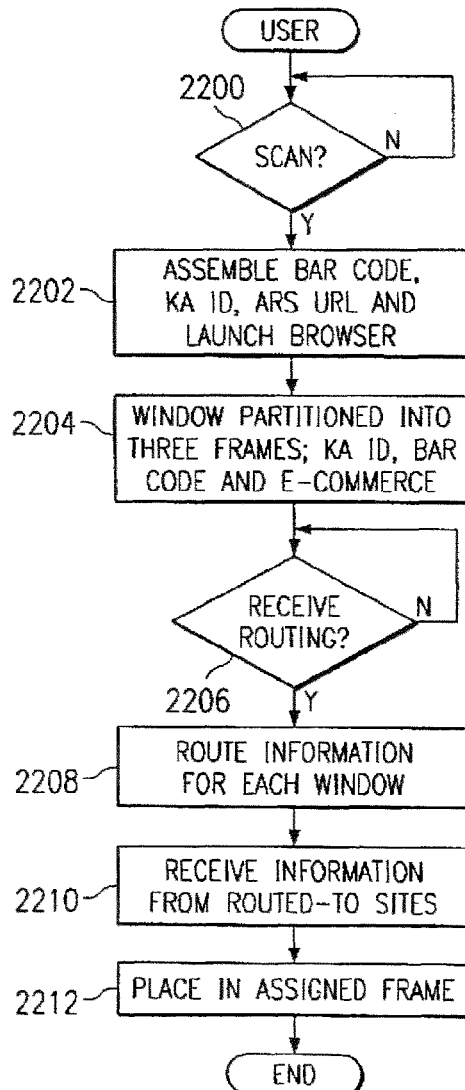 USER
2200
SCAN?
N
Y
2202
ASSEMBLE BAR CODE,
KA ID, ARS URL AND
LAUNCH BROWSER
2204
WINDOW PARTITIONED INTO
THREE FRAMES; KA ID, BAR
CODE AND E-COMMERCE
RECEIVE
ROUTING?
N
2206
Y
2208
ROUTE INFORMATION
FOR EACH WINDOW
2210
RECEIVE INFORMATION
FROM ROUTED-TO SITES
2212
PLACE IN ASSIGNED FRAME
END